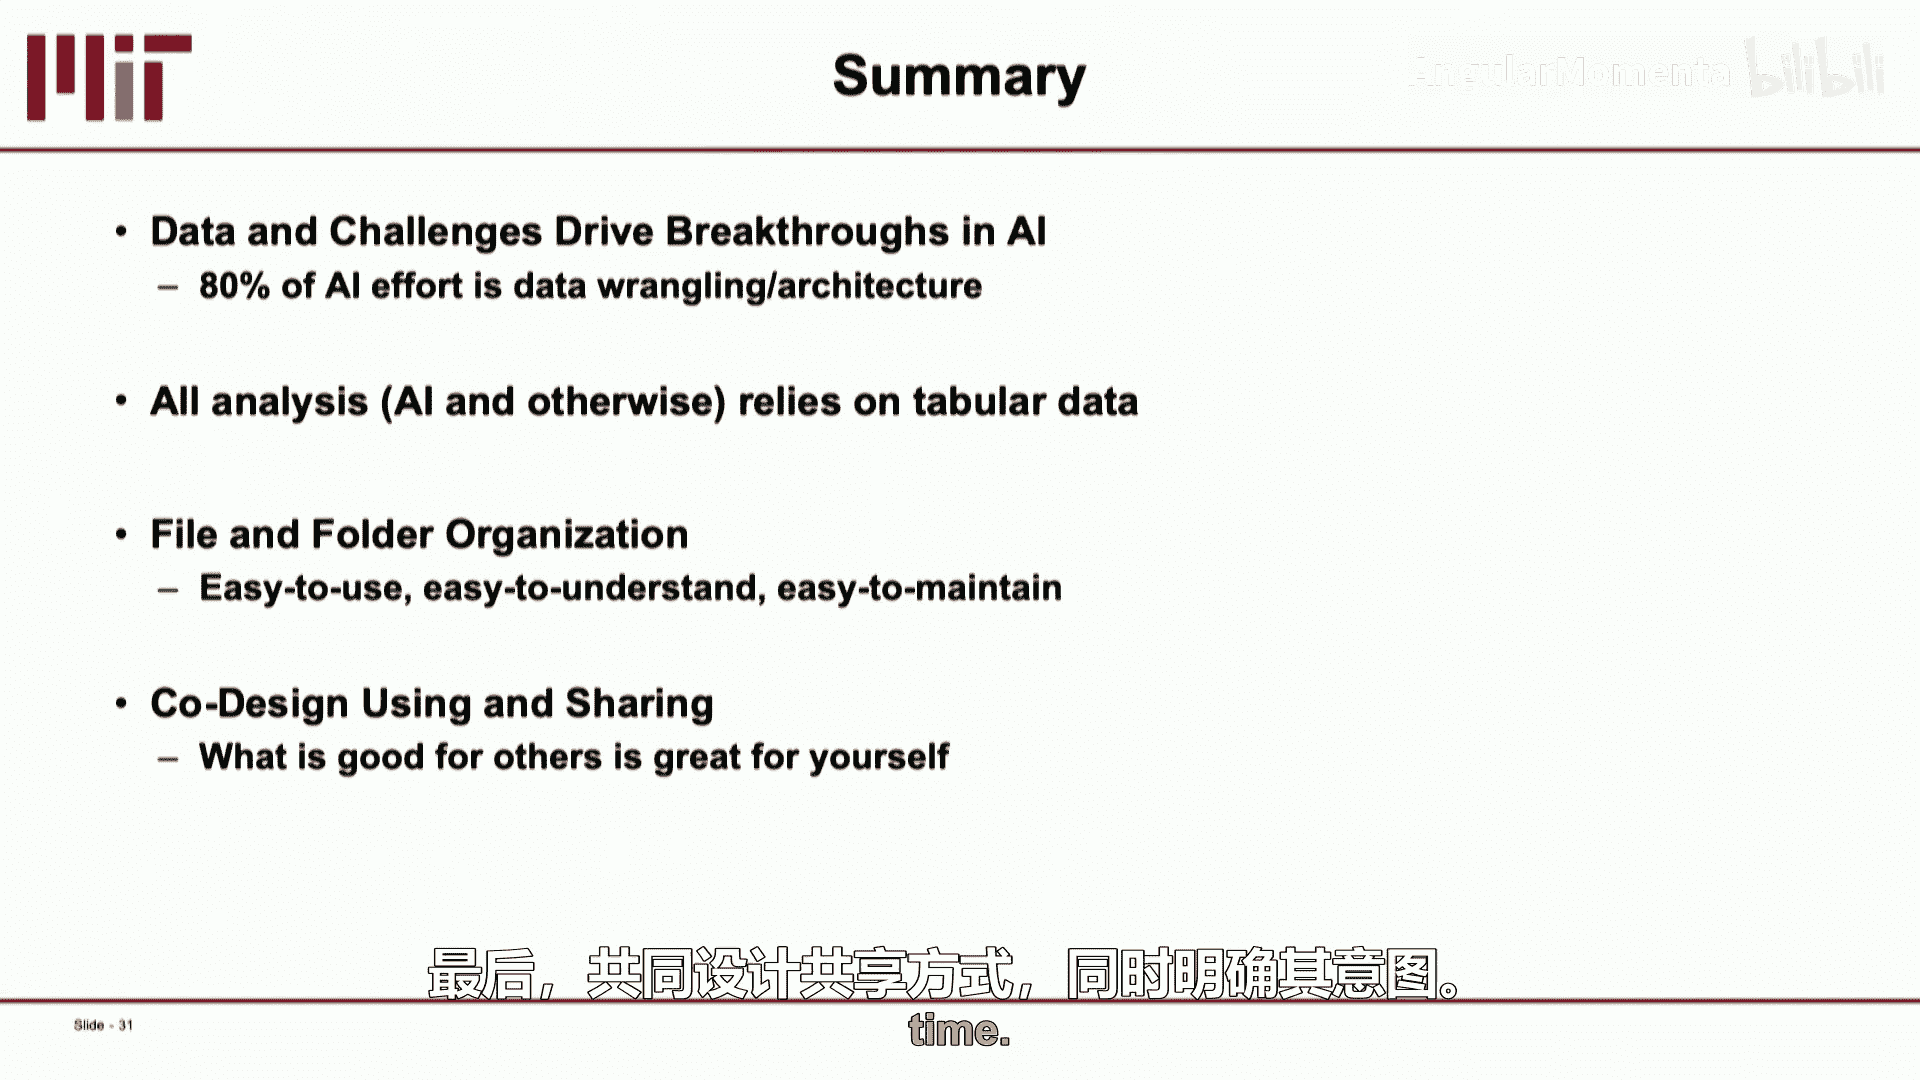 MIT
Summary
AngularMomenta bilibili
• Data and Challenges Drive Breakthroughs in AI
– 80% of AI effort is data wrangling/architecture
• All analysis (AI and otherwise) relies on tabular data
• File and Folder Organization
– Easy-to-use, easy-to-understand, easy-to-maintain
• Co-Design Using and Sharing
– What is good for others is great for yourself
最后，共同设计共享方式，同时明确其意图。
Slide - 31
time.